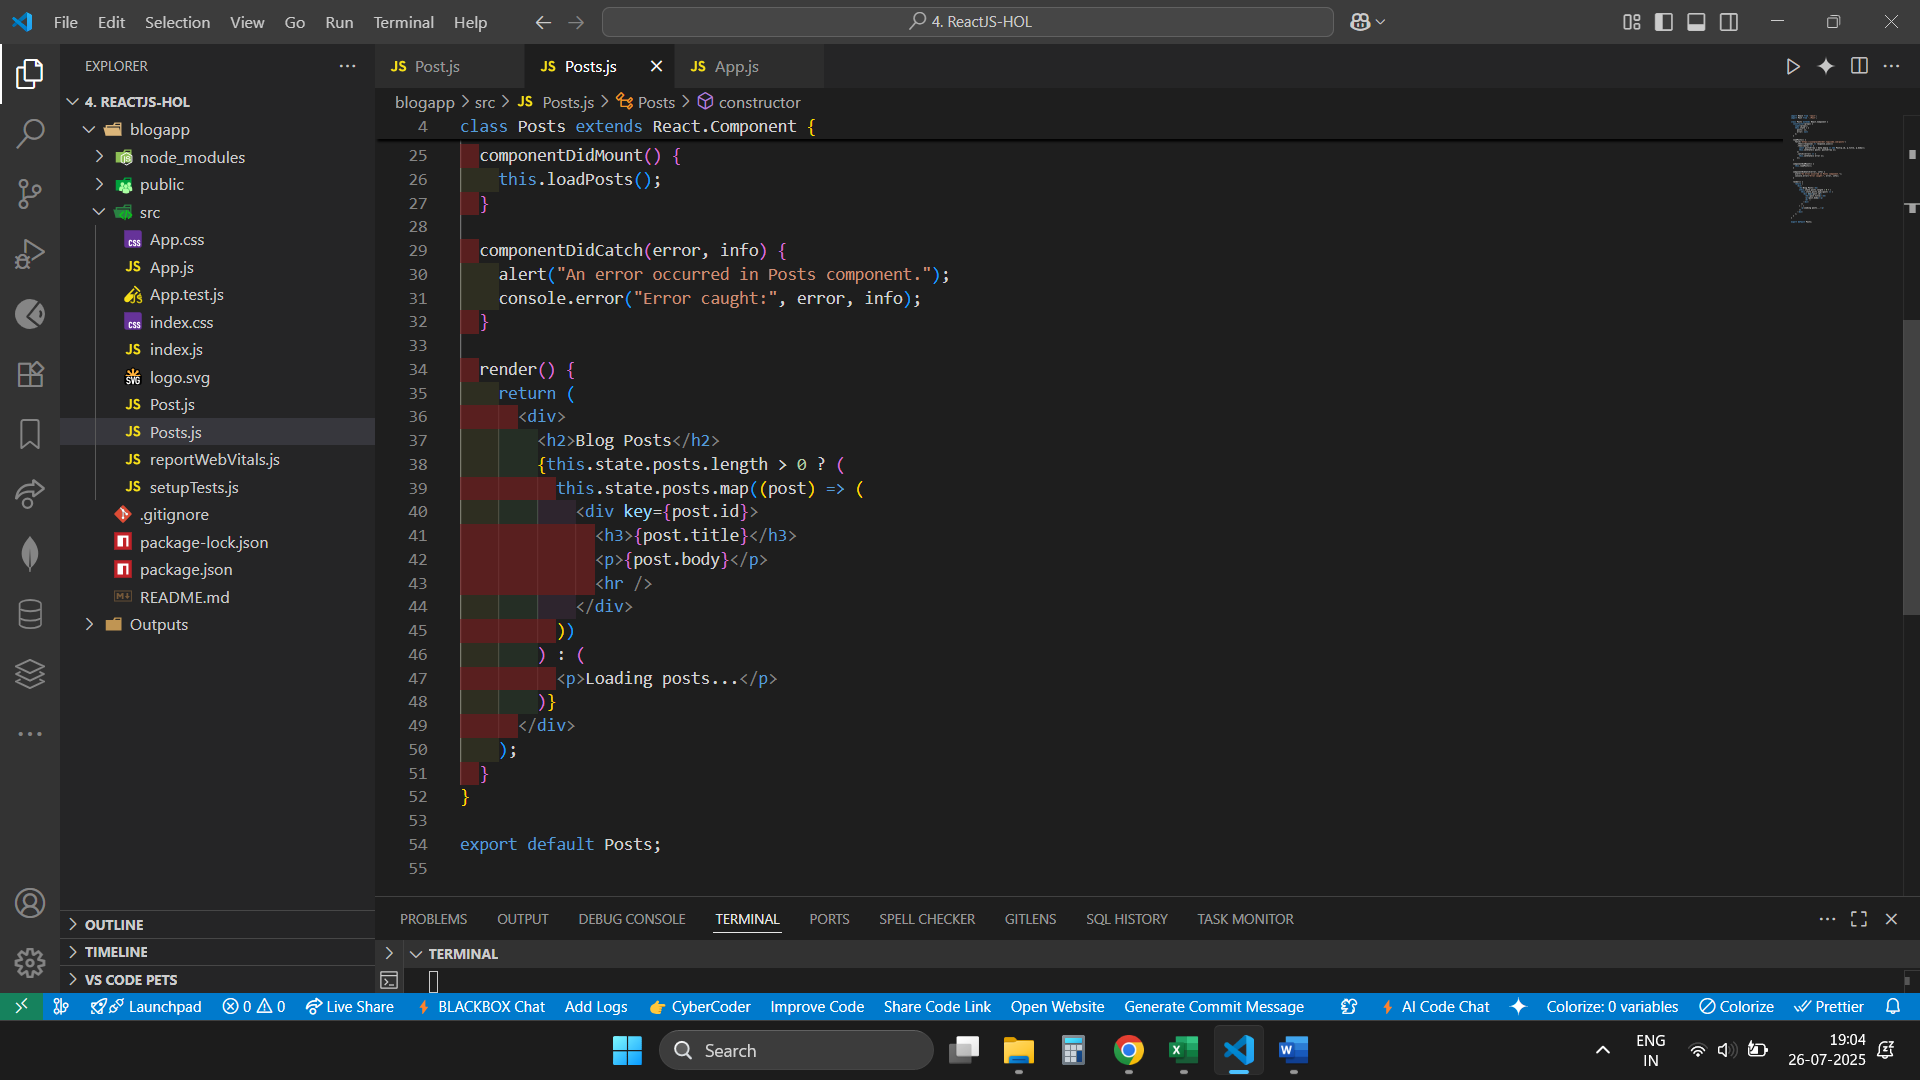 File Edit Selection View Go Run Terminal Help
4. ReactJS-HOL
EXPLORER
4. REACTJS-HOL
blogapp
node_modules
public
src
App.css
App.js
App.test.js
index.css
index.js
logo.svg
Post.js
Posts.js
reportWebVitals.js
setupTests.js
.gitignore
package-lock.json
package.json
README.md
Outputs
OUTLINE
TIMELINE
VS CODE PETS
JS Post.js JS Posts.js JS App.js
blogapp > src > JS Posts.js > Posts > constructor
4 class Posts extends React.Component {
25 componentDidMount() {
26 this.loadPosts();
27 }
28
29 componentDidCatch(error, info) {
30 alert("An error occurred in Posts component.");
31 console.error("Error caught:", error, info);
32 }
33
34 render() {
35 return (
36 <div>
37 <h2>Blog Posts</h2>
38 {this.state.posts.length > 0 ? (
39 this.state.posts.map((post) => (
40 <div key={post.id}>
41 <h3>{post.title}</h3>
42 <p>{post.body}</p>
43 <hr />
44 </div>
45 ))
46 ) : (
47 <p>Loading posts...</p>
48 )}
49 </div>
50 );
51 }
52 }
53
54 export default Posts;
55
PROBLEMS OUTPUT DEBUG CONSOLE TERMINAL PORTS SPELL CHECKER GITLENS SQL HISTORY TASK MONITOR
TERMINAL
Launchpad 0 0 Live Share BLACKBOX Chat Add Logs CyberCoder Improve Code Share Code Link Open Website Generate Commit Message AI Code Chat Colorize: 0 variables Colorize Prettier
Search
ENG
IN
19:04
26-07-2025